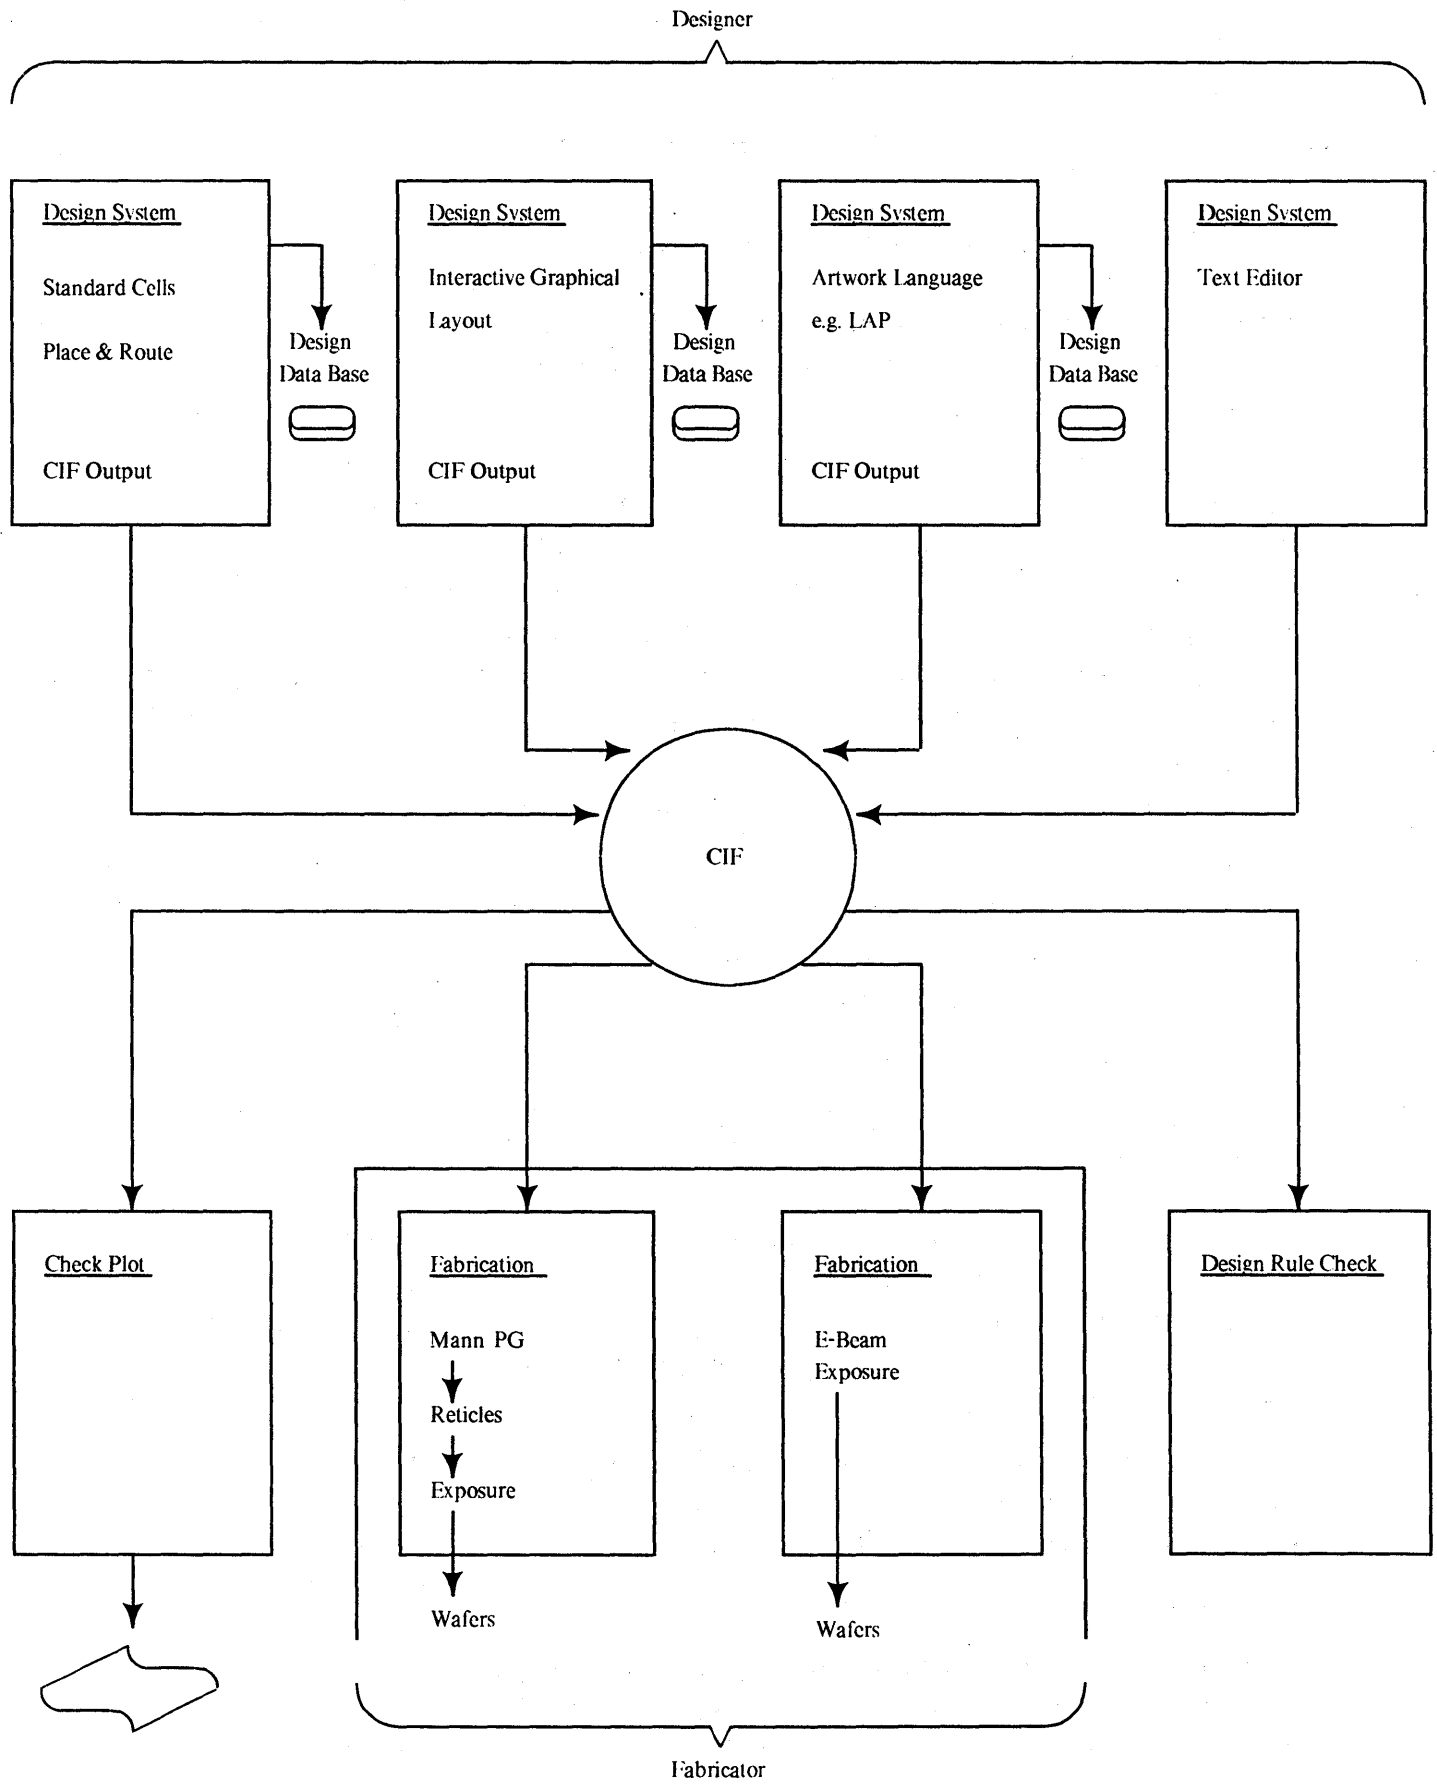 Designer
Design System
Standard Cells
Place & Route
CIF Output
Design
Data Base
Design System
Interactive Graphical
Layout
CIF Output
Design
Data Base
Design System
Artwork Language
e.g. LAP
CIF Output
Design
Data Base
Design System
Text Editor
CIF
Check Plot
Fabrication
Mann PG
Reticles
Exposure
Wafers
Fabrication
E-Beam
Exposure
Wafers
Design Rule Check
Fabricator